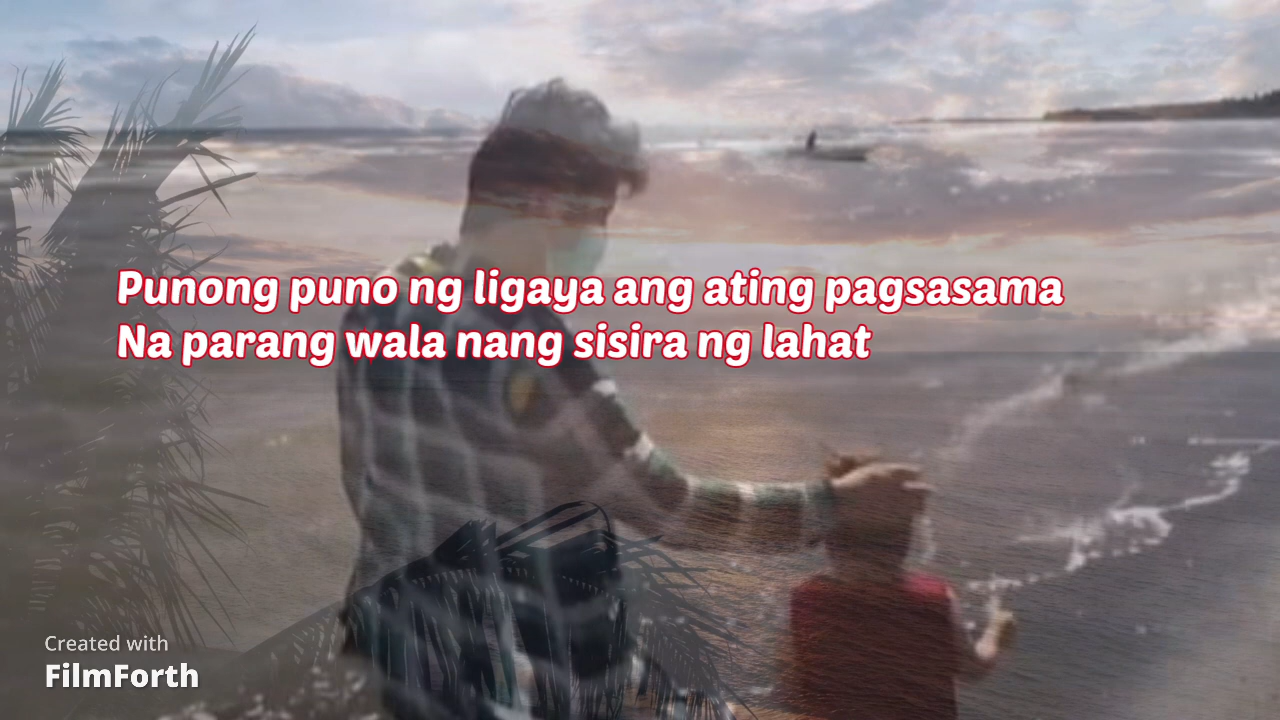 Punong puno ng ligaya ang ating pagsasama
Na parang wala nang sisira ng lahat
Created with
FilmForth